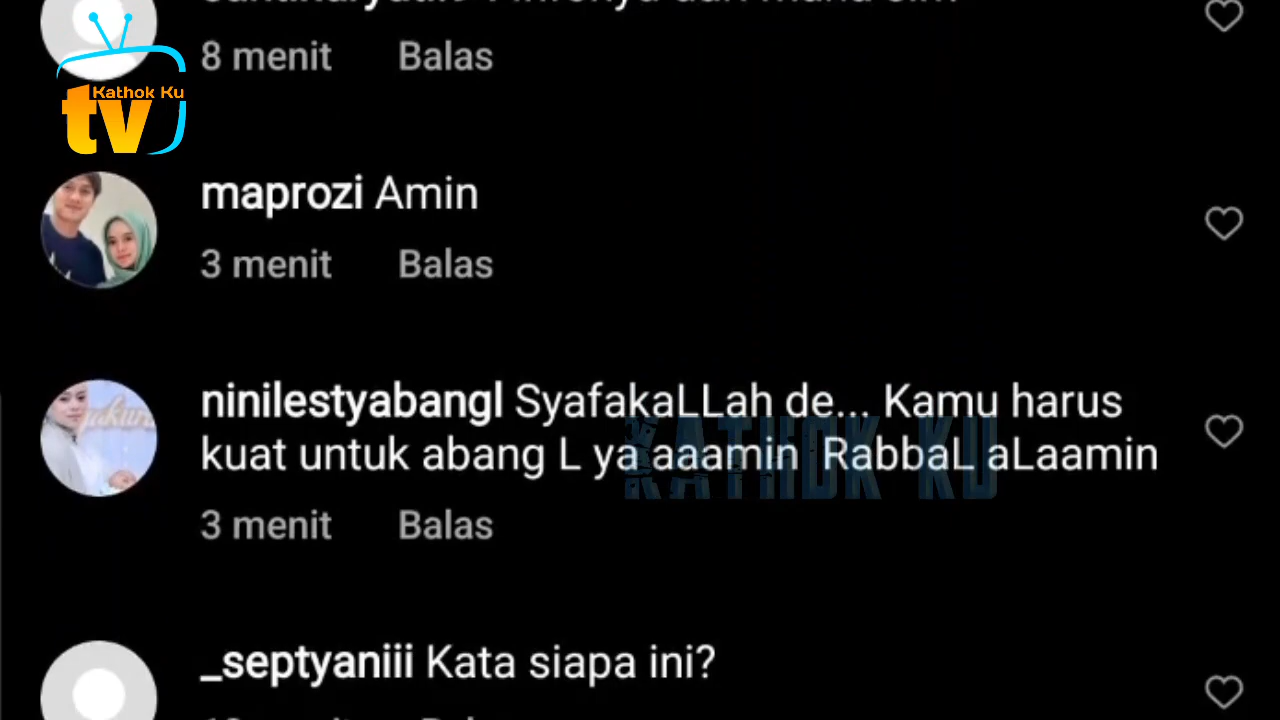 8 menit Balas
Kathok Ku
tv
maprozi Amin
3 menit Balas
ninilestyabangl SyafakaLLah de... Kamu harus
kuat untuk abang L ya aaamin RabbaL aLaamin
KATHOK KU
3 menit Balas
_septyaniii Kata siapa ini?